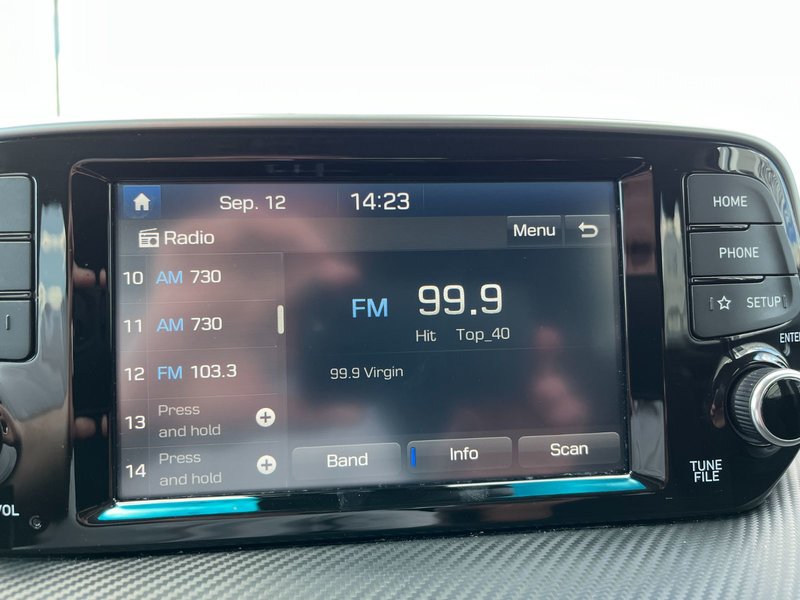 Sep. 12 14:23
Radio Menu
10 AM 730
11 AM 730
12 FM 103.3
13 Press and hold
14 Press and hold
FM 99.9
Hit Top_40
99.9 Virgin
Band Info Scan
HOME
PHONE
SETUP
ENTER
TUNE
FILE
VOL